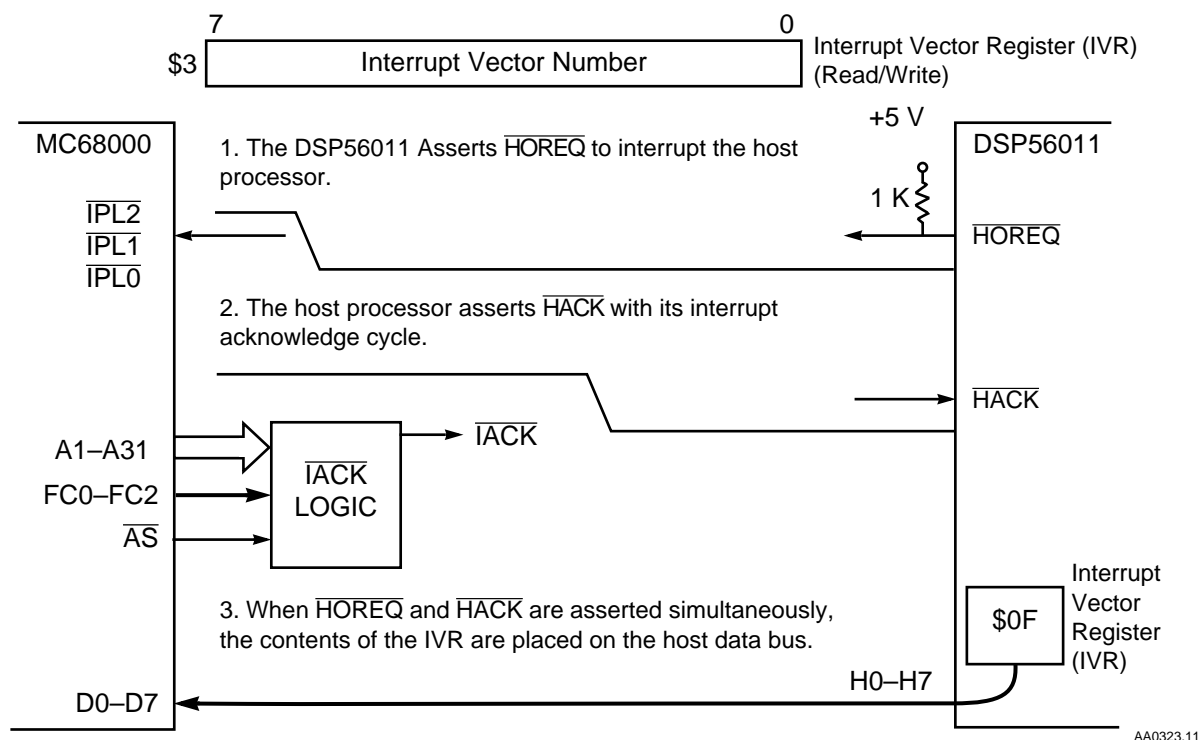 7 0
$3 Interrupt Vector Number
Interrupt Vector Register (IVR)
(Read/Write)
+5 V
MC68000
DSP56011
1. The DSP56011 Asserts HOREQ to interrupt the host
processor.
1 K
IPL2
IPL1
IPL0
HOREQ
2. The host processor asserts HACK with its interrupt
acknowledge cycle.
HACK
A1–A31
FC0–FC2
AS
IACK
LOGIC
IACK
3. When HOREQ and HACK are asserted simultaneously,
the contents of the IVR are placed on the host data bus.
$0F
Interrupt
Vector
Register
(IVR)
H0–H7
D0–D7
AA0323.11